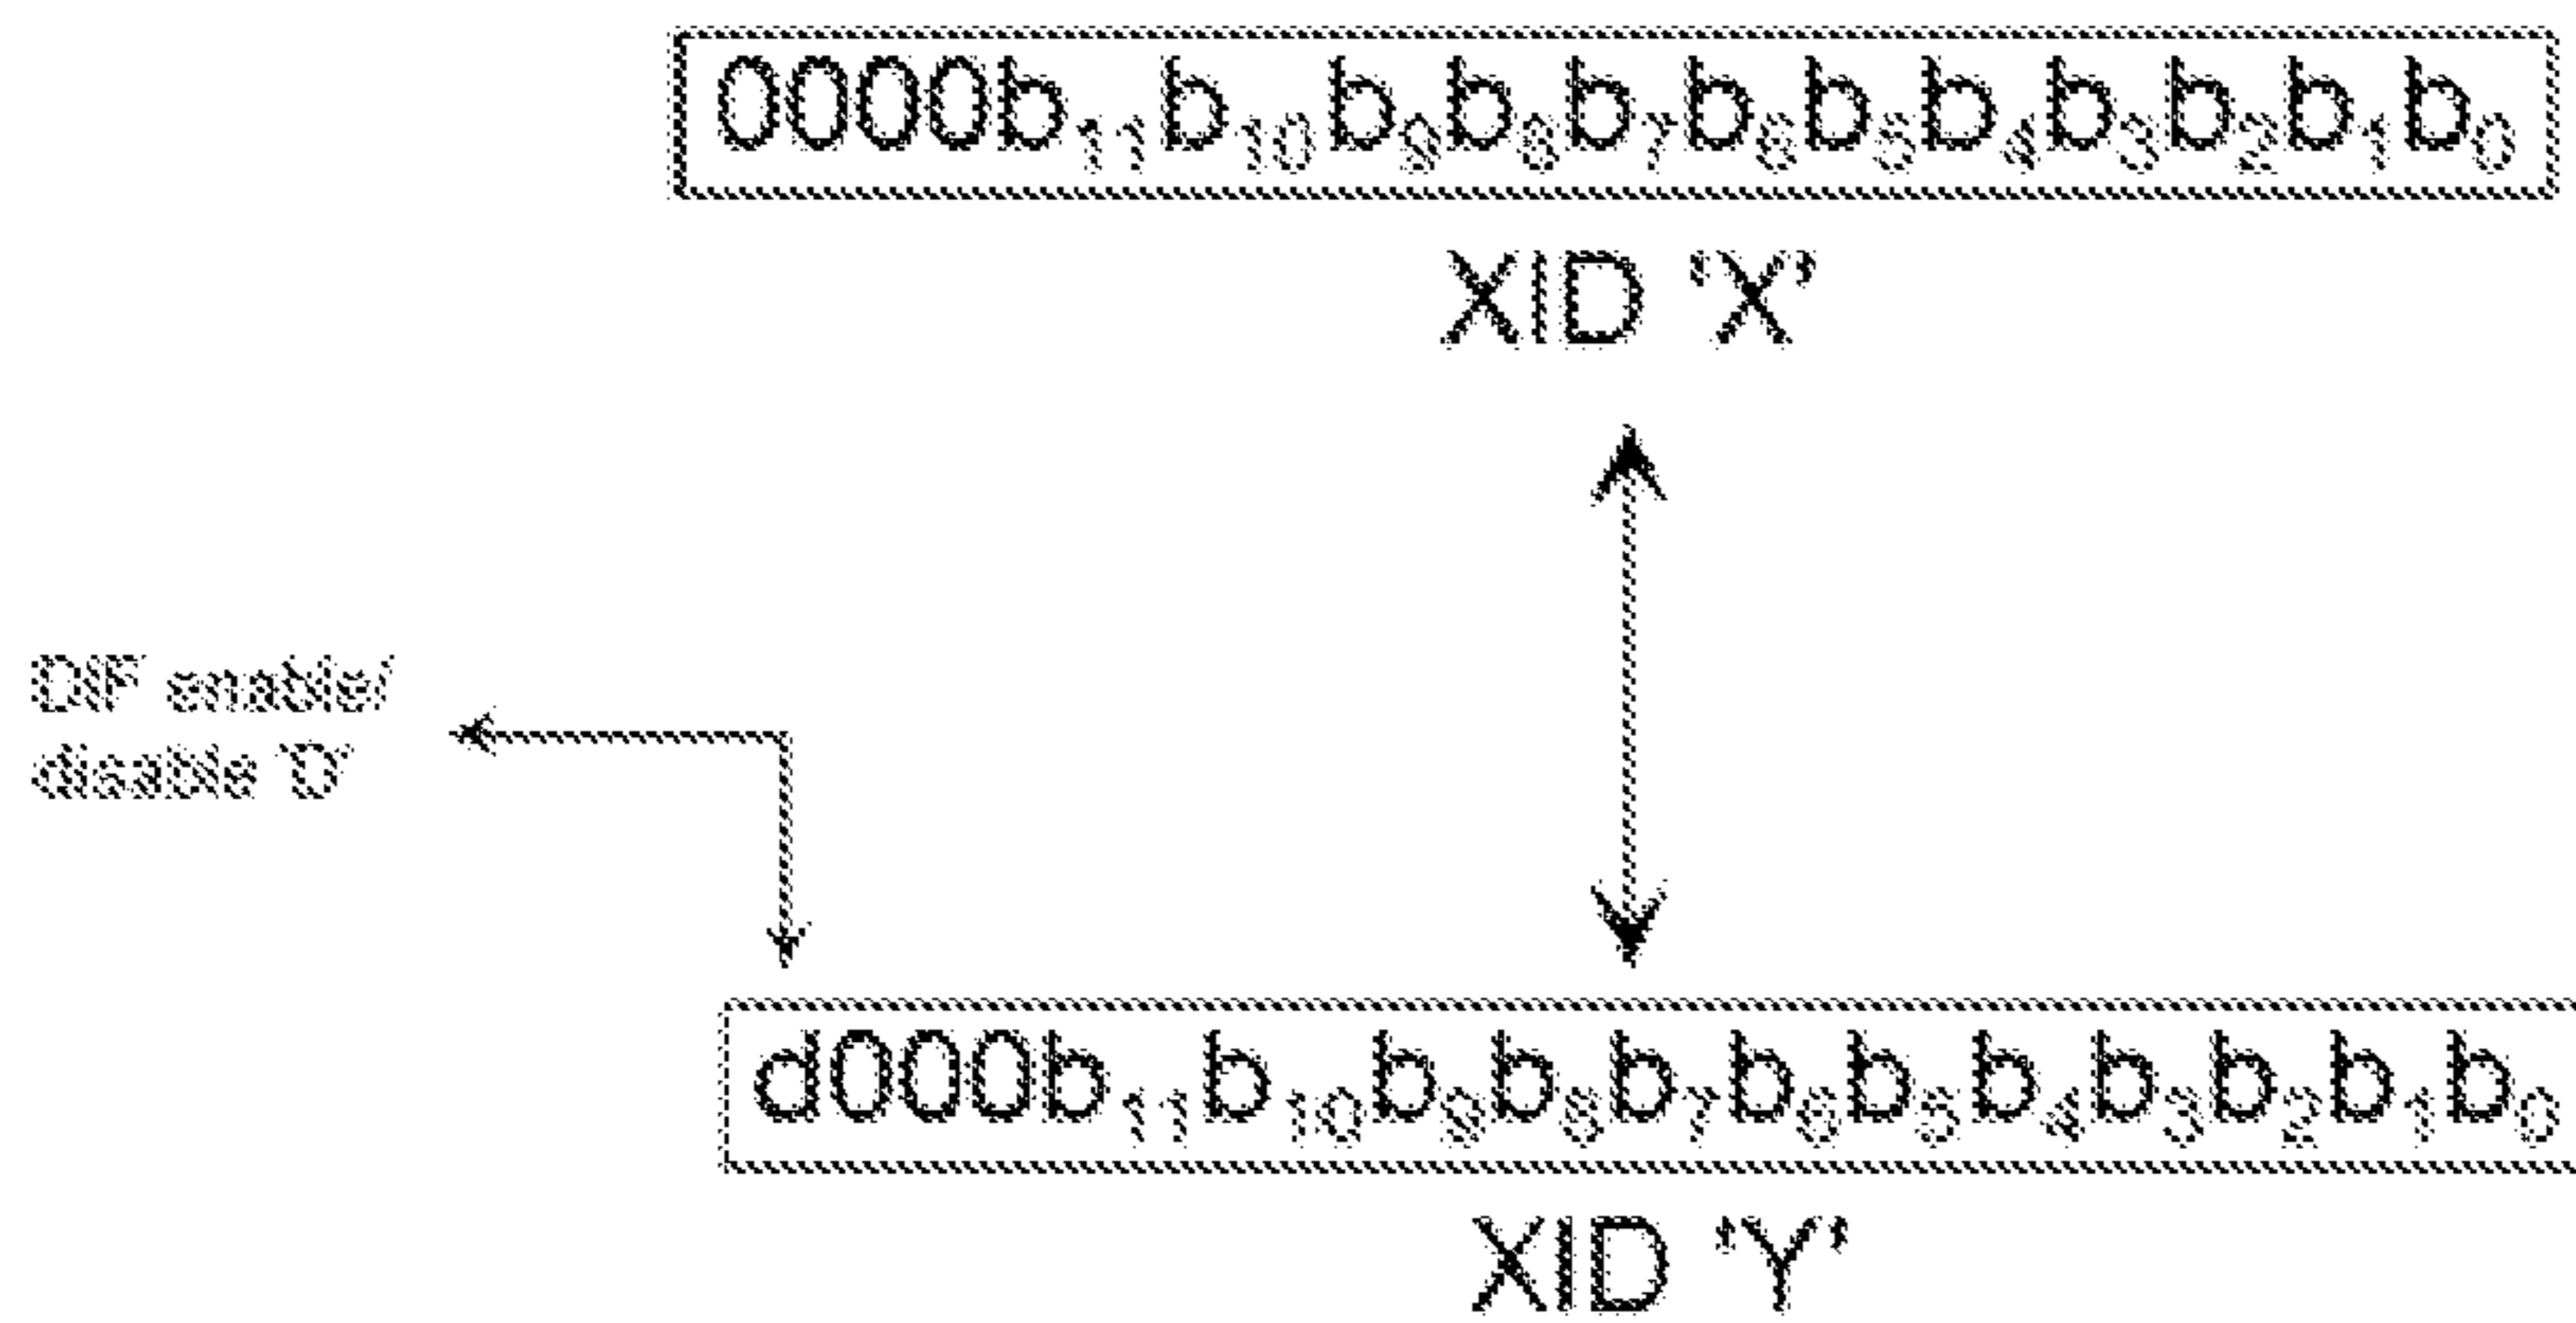 0000b₁₁b₁₀b₉b₈b₇b₆b₅b₄b₃b₂b₁b₀
XID 'X'
DIF enable/
disable 'D'
d000b₁₁b₁₀b₉b₈b₇b₆b₅b₄b₃b₂b₁b₀
XID 'Y'